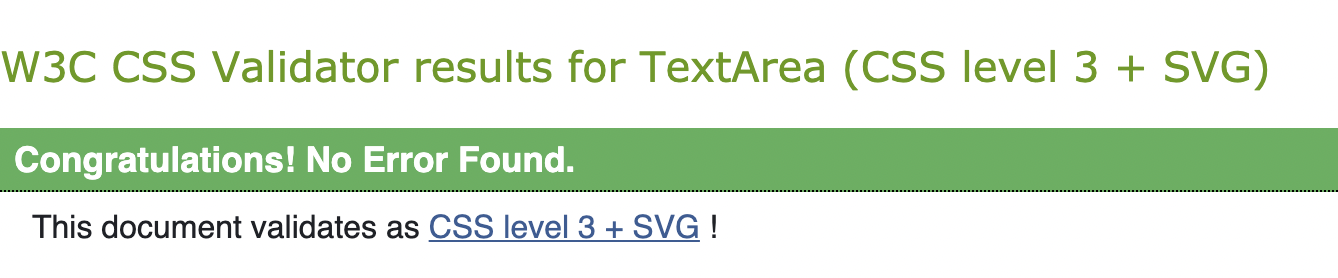 W3C CSS Validator results for TextArea (CSS level 3 + SVG)
Congratulations! No Error Found.
This document validates as CSS level 3 + SVG !